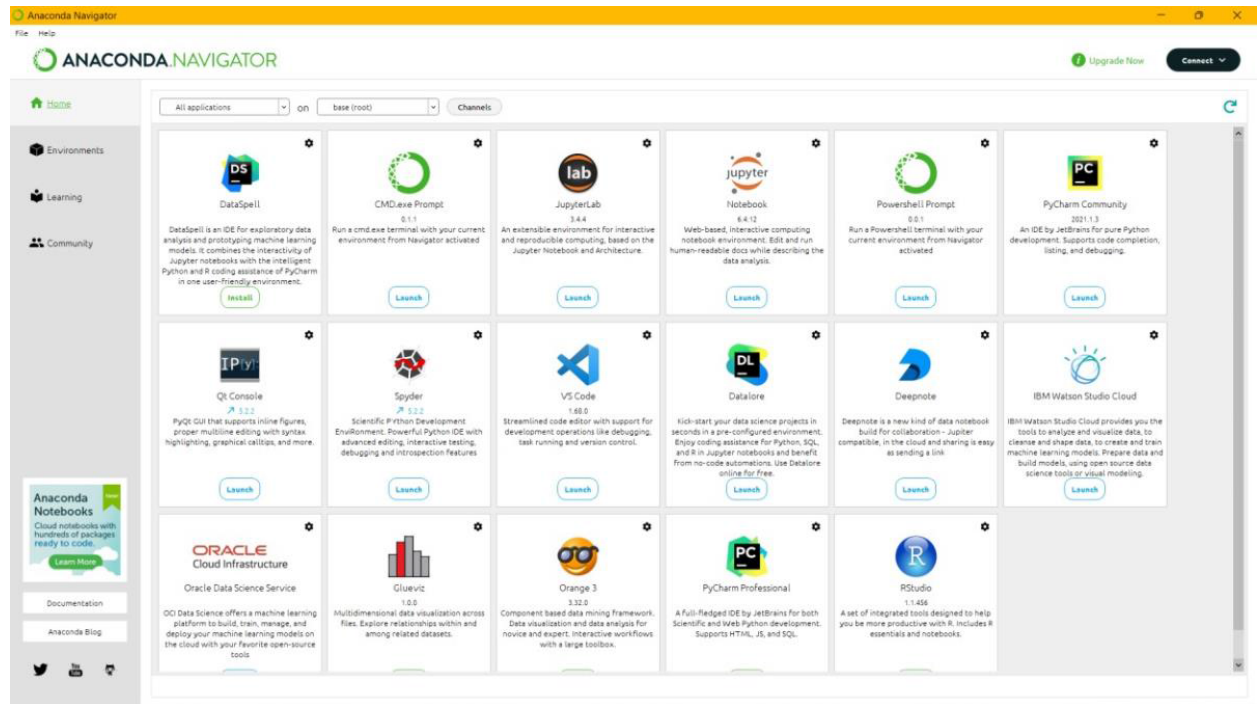 Anaconda Navigator
File Help
ANACONDA.NAVIGATOR
Upgrade Now
Connect
Home
Environments
Learning
Community
All applications
on
base (root)
Channels
DS
DataSpell
DataSpell is an IDE for exploratory data
analysis and prototyping machine learning
models. It combines the interactivity of
Jupyter notebooks with the intelligent
Python and R coding assistance of PyCharm
in one user-friendly environment.
Install
CMD.exe Prompt
0.1.1
Run a cmd.exe terminal with your current
environment from Navigator activated
Launch
lab
JupyterLab
3.4.4
An extensible environment for interactive
and reproducible computing, based on the
Jupyter Notebook and Architecture.
Launch
jupyter
Notebook
6.4.12
Web-based, interactive computing
notebook environment. Edit and run
human-readable docs while describing the
data analysis.
Launch
Powershell Prompt
0.0.1
Run a Powershell terminal with your
current environment from Navigator
activated
Launch
PC
PyCharm Community
2021.1.3
An IDE by JetBrains for pure Python
development. Supports code completion,
listing, and debugging.
Launch
IP[y]:
Qt Console
5.2.2
PyQt GUI that supports inline figures,
proper multiline editing with syntax
highlighting, graphical calltips, and more.
Launch
Spyder
5.2.2
Scientific Python Development
EnviRonment. Powerful Python IDE with
advanced editing, interactive testing,
debugging and introspection features
Launch
VS Code
1.68.0
Streamlined code editor with support for
development operations like debugging,
task running and version control.
Launch
DL
Datalore
Kick-start your data science projects in
seconds in a pre-configured environment.
Enjoy coding assistance for Python, SQL,
and R in Jupyter notebooks and benefit
from no-code automations. Use Datalore
online for free.
Launch
Deepnote
Deepnote is a new kind of data notebook
build for collaboration - Jupiter
compatible, in the cloud and sharing is easy
as sending a link
Launch
IBM Watson Studio Cloud
IBM Watson Studio Cloud provides you the
tools to analyze and visualize data, to
cleanse and shape data, to create and train
machine learning models. Prepare data and
build models, using open source data
science tools or visual modeling.
Launch
ORACLE
Cloud Infrastructure
Oracle Data Science Service
OCI Data Science offers a machine learning
platform to build, train, manage, and
deploy your machine learning models on
the cloud with your favorite open-source
tools
Glueviz
1.0.0
Multidimensional data visualization across
files. Explore relationships within and
among related datasets.
Orange 3
3.32.0
Component based data mining framework.
Data visualization and data analysis for
novice and expert. Interactive workflows
with a large toolbox.
PC
PyCharm Professional
A full-fledged IDE by JetBrains for both
Scientific and Web Python development.
Supports HTML, JS, and SQL.
R
RStudio
1.1.456
A set of integrated tools designed to help
you be more productive with R. Includes R
essentials and notebooks.
Anaconda
Notebooks
Cloud notebooks with
hundreds of packages
ready to code.
Learn More
Documentation
Anaconda Blog